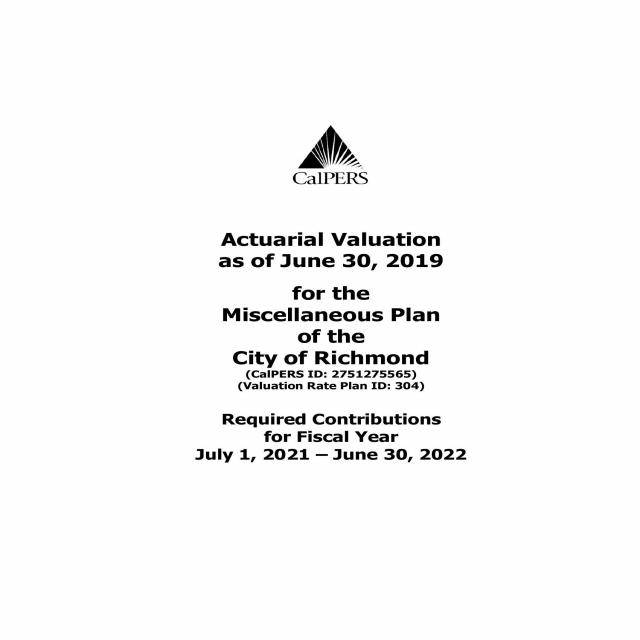 CalPERS
Actuarial Valuation
as of June 30, 2019
for the
Miscellaneous Plan
of the
City of Richmond
(CalPERS ID: 2751275565)
(Valuation Rate Plan ID: 304)
Required Contributions
for Fiscal Year
July 1, 2021 – June 30, 2022